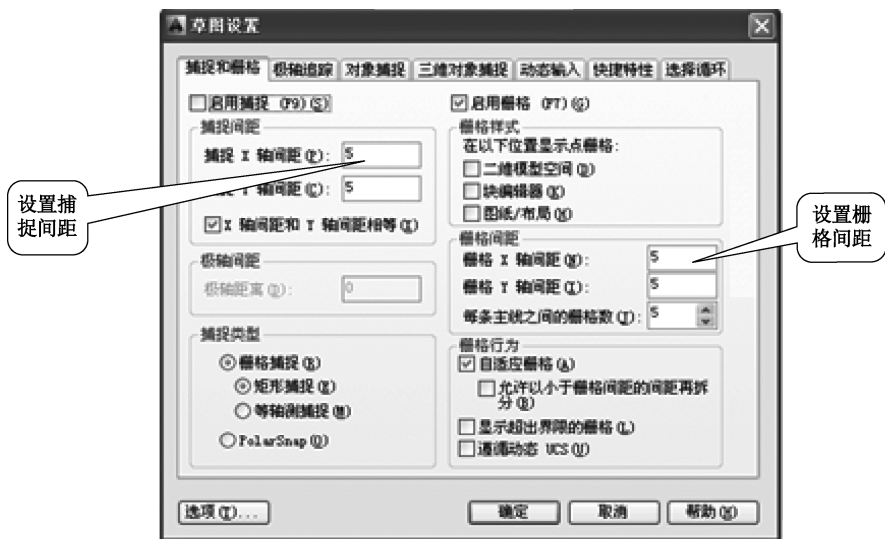 草图设置
捕捉和栅格 极轴追踪 对象捕捉 三维对象捕捉 动态输入 快捷特性 选择循环
启用捕捉 (F9)(S)
捕捉间距
捕捉 X 轴间距(P): 5
捕捉 Y 轴间距(C): 5
X 轴间距和 Y 轴间距相等(X)
极轴间距
极轴距离(D): 0
捕捉类型
栅格捕捉(R)
矩形捕捉(E)
等轴测捕捉(M)
PolarSnap(O)
启用栅格 (F7)(G)
栅格样式
在以下位置显示点栅格:
二维模型空间(D)
块编辑器(K)
图纸/布局(H)
栅格间距
栅格 X 轴间距(N): 5
栅格 Y 轴间距(I): 5
每条主线之间的栅格数(J): 5
栅格行为
自适应栅格(A)
允许以小于栅格间距的间距再拆
分(B)
显示超出界限的栅格(L)
遵循动态 UCS(U)
选项(T)...
确定 取消 帮助(H)
设置捕
捉间距
设置栅
格间距